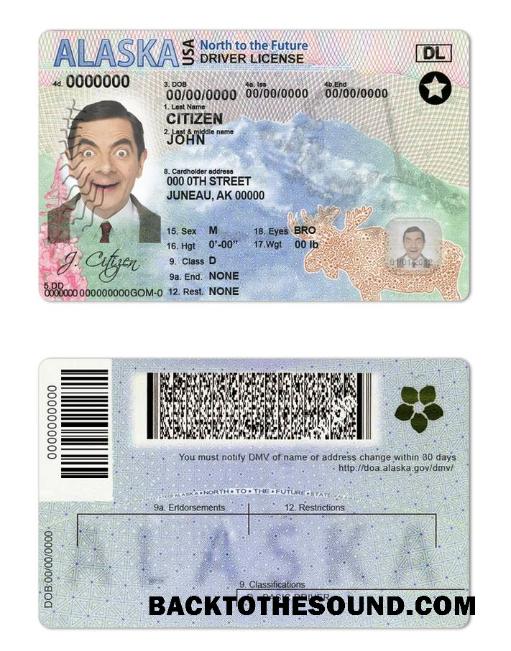 ALASKA USA North to the Future DL
DRIVER LICENSE
4d. 0000000
3. DOB 4a. Iss 4b.End
00/00/0000 00/00/0000 00/00/0000
1. Last Name
CITIZEN
2. Last & middle name
JOHN
8. Cardholder address
000 0TH STREET
JUNEAU, AK 00000
15. Sex M 18. Eyes BRO
16. Hgt 0'-00" 17.Wgt 00 lb
9. Class D
J. Citizen
9a. End. NONE
5.DD
12. Rest. NONE
0000000000
You must notify DMV of name or address change within 30 days
· http://doa.alaska.gov/dmv/
ALASKA • NORTH • TO • THE • FUTURE • STATE
9a. Endorsements 12. Restrictions
ALASKA
DOB:00/00/0000
9. Classifications
BACKTOTHESOUND.COM